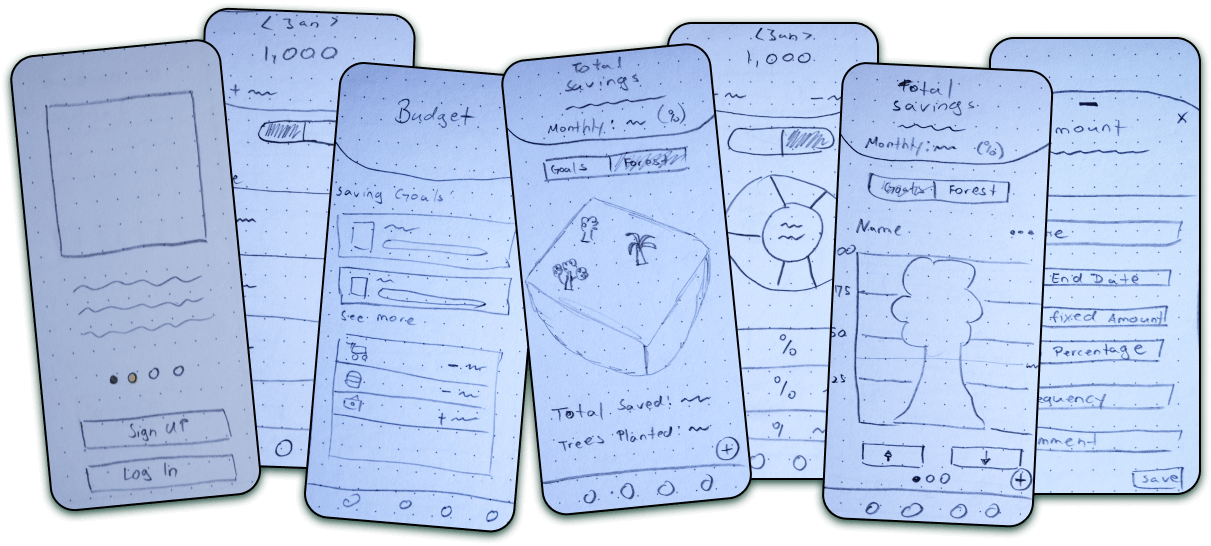 Sign UP
Log In
< Jan >
1,000
Budget
Saving Goals
See more
Total
savings
Monthly: (%)
Goals Forest
Total Saved:
Trees Planted:
< Jan >
1,000
%
%
%
Total
savings
Monthly: (%)
Goals Forest
Name
00
75
50
25
mount
x
ne
End Date
fixed Amount
Percentage
equency
mment
save